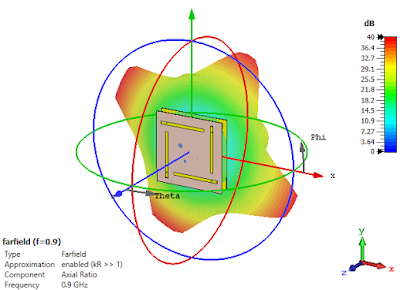 dB
40
36.4
32.7
29.1
25.5
21.8
18.2
14.5
10.9
7.27
3.64
0
Phi
x
Theta
y
z
x
farfield (f=0.9)
Type Farfield
Approximation enabled (kR >> 1)
Component Axial Ratio
Frequency 0.9 GHz